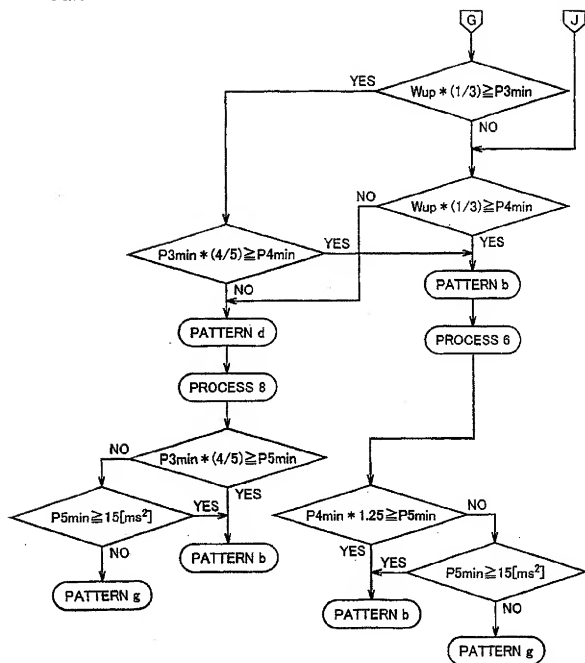 G
J
YES
Wup*(1/3)≧P3min
NO
NO
Wup*(1/3)≧P4min
P3min*(4/5)≧P4min
YES
YES
NO
PATTERN b
PATTERN d
PROCESS 6
PROCESS 8
NO
P3min*(4/5)≧P5min
YES
P5min≧15[ms²]
YES
P4min*1.25≧P5min
NO
NO
PATTERN b
YES
YES
P5min≧15[ms²]
PATTERN g
PATTERN b
NO
PATTERN g